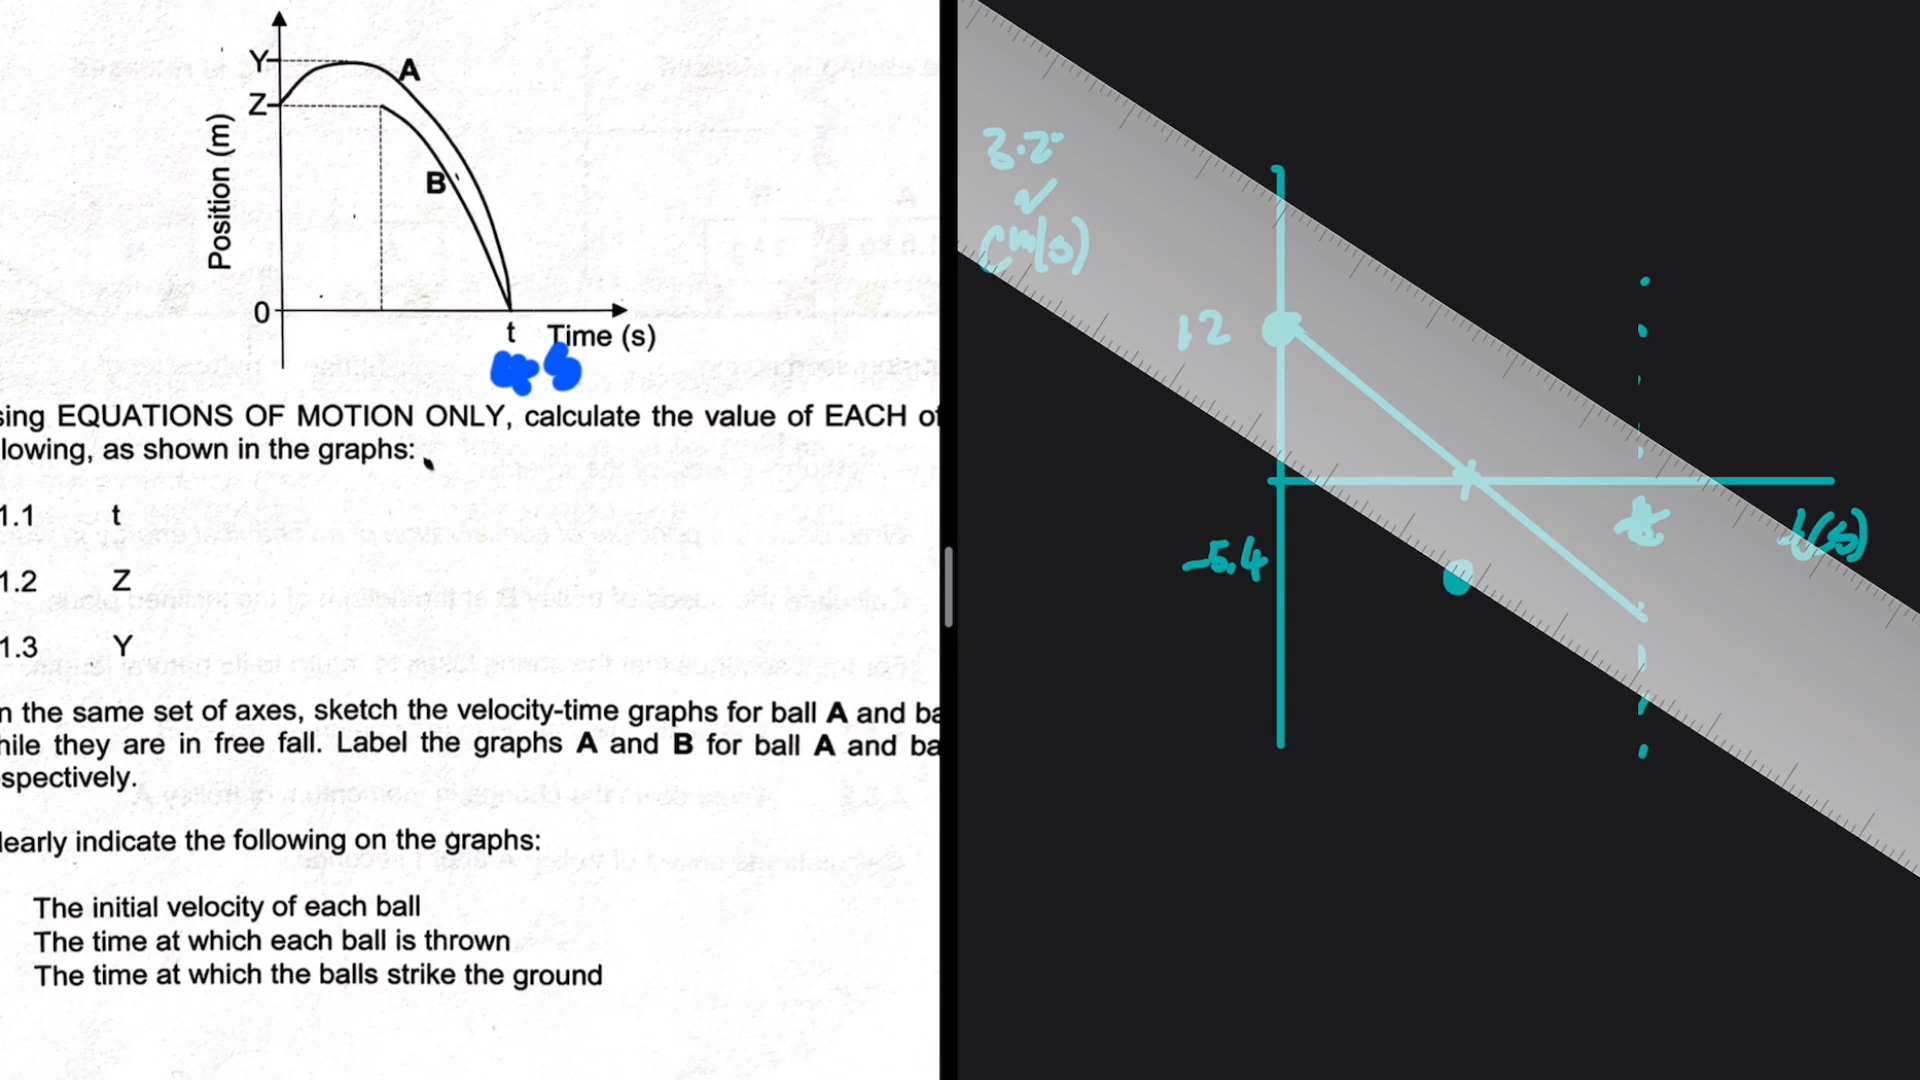 Y
A
Z
Position (m)
B
0
t
Time (s)
sing EQUATIONS OF MOTION ONLY, calculate the value of EACH of
lowing, as shown in the graphs:
1.1 t
1.2 Z
1.3 Y
n the same set of axes, sketch the velocity-time graphs for ball A and ba
hile they are in free fall. Label the graphs A and B for ball A and ba
spectively.
learly indicate the following on the graphs:
The initial velocity of each ball
The time at which each ball is thrown
The time at which the balls strike the ground
3.2
v
(m/s)
12
-5.4
t
t(s)